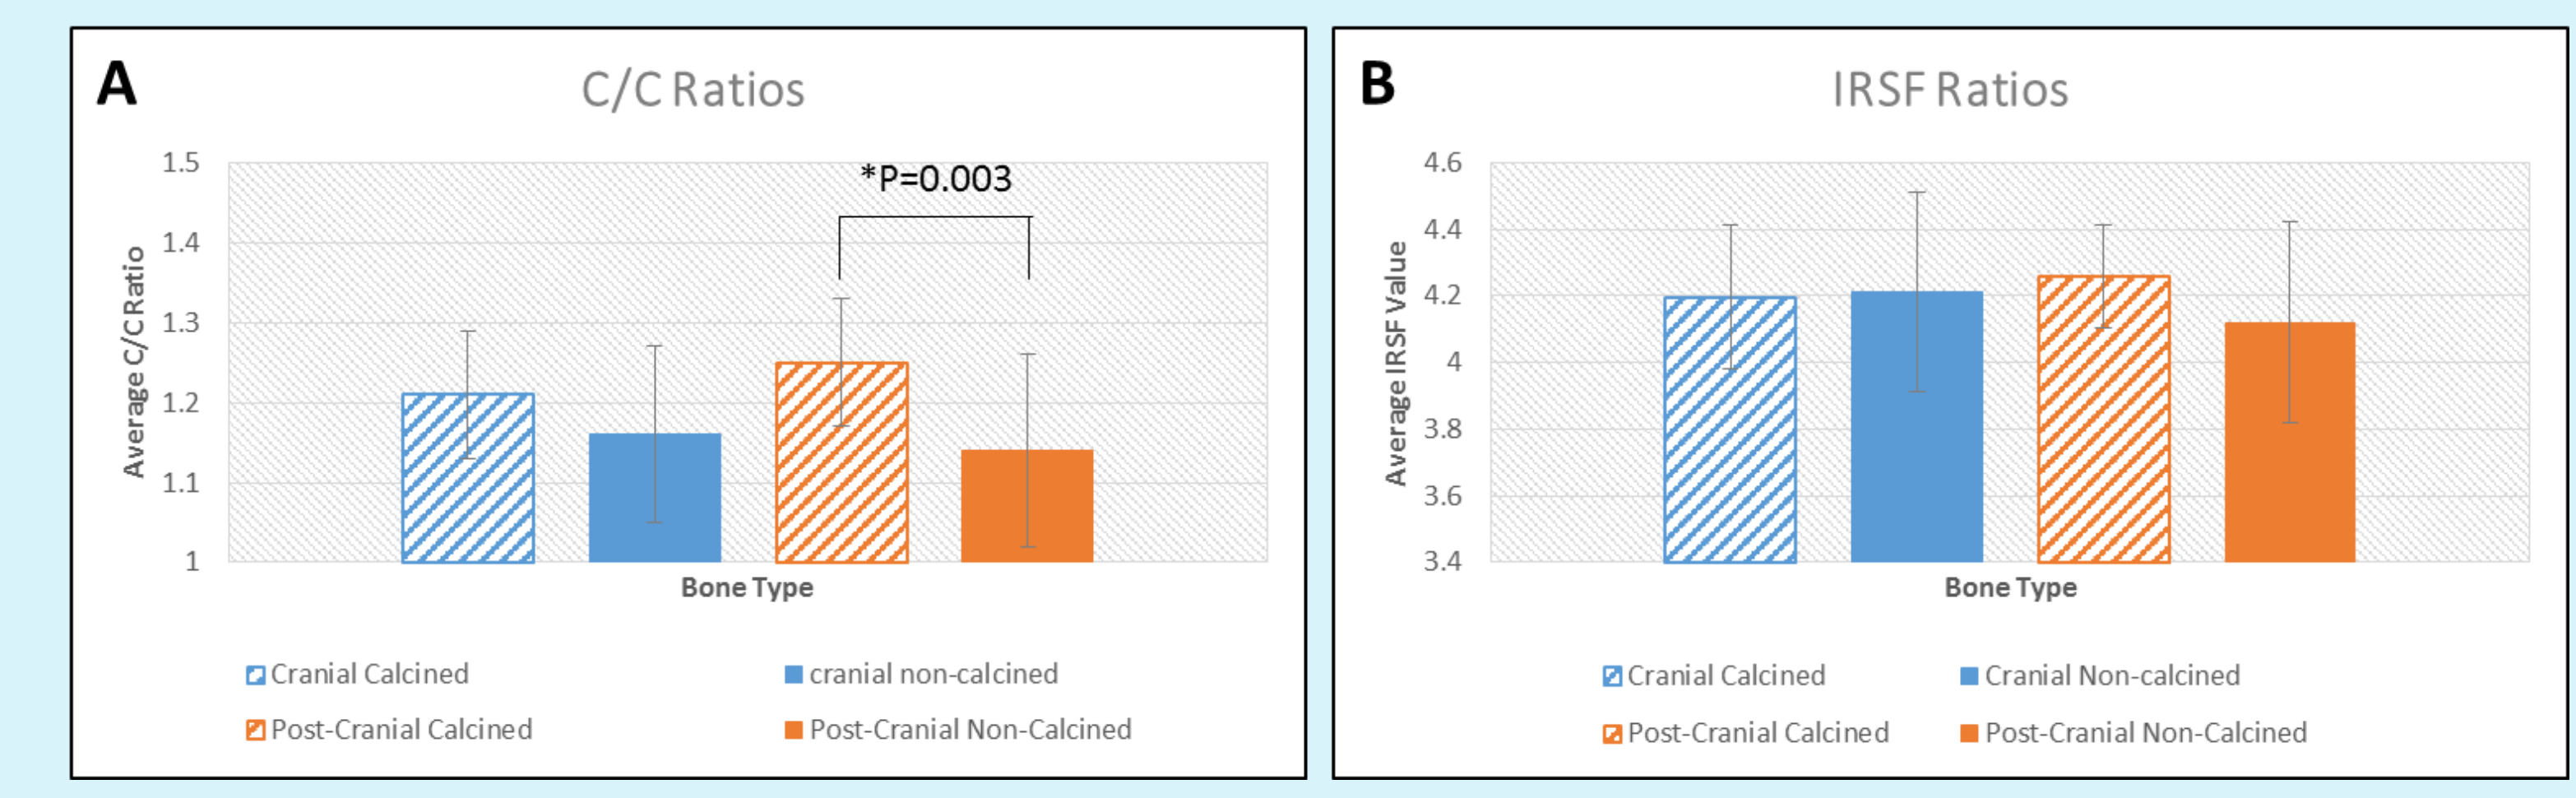 A
C/C Ratios
1.5
1.4
1.3
1.2
1.1
1
Average C/C Ratio
*P=0.003
Bone Type
Cranial Calcined
cranial non-calcined
Post-Cranial Calcined
Post-Cranial Non-Calcined
B
IRSF Ratios
4.6
4.4
4.2
4
3.8
3.6
3.4
Average IRSF Value
Bone Type
Cranial Calcined
Cranial Non-calcined
Post-Cranial Calcined
Post-Cranial Non-Calcined